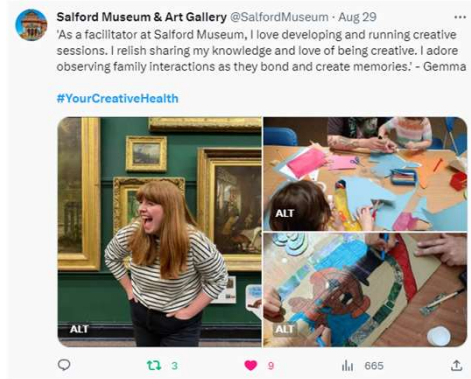 Salford Museum & Art Gallery @SalfordMuseum · Aug 29 ...
'As a facilitator at Salford Museum, I love developing and running creative
sessions. I relish sharing my knowledge and love of being creative. I adore
observing family interactions as they bond and create memories.' - Gemma
#YourCreativeHealth
ALT
ALT
ALT
3 9 665